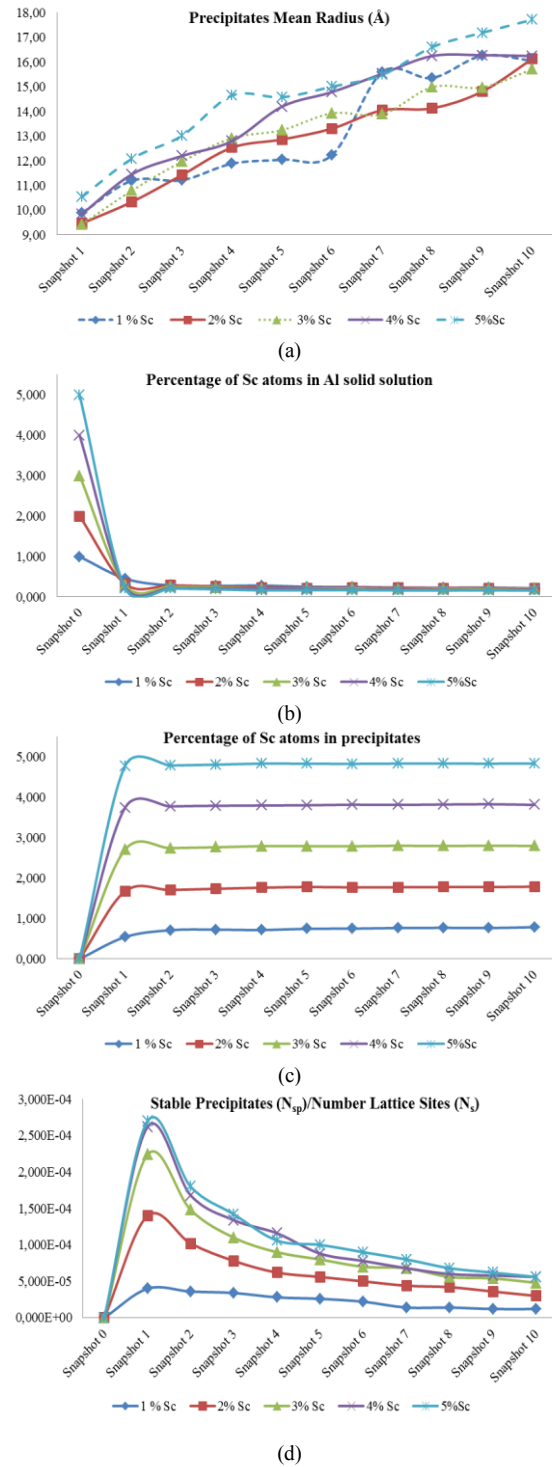 Precipitates Mean Radius (Å)
18,00
17,00
16,00
15,00
14,00
13,00
12,00
11,00
10,00
9,00
Snapshot 1
Snapshot 2
Snapshot 3
Snapshot 4
Snapshot 5
Snapshot 6
Snapshot 7
Snapshot 8
Snapshot 9
Snapshot 10
1 % Sc 2% Sc 3% Sc 4% Sc 5%Sc
(a)
Percentage of Sc atoms in Al solid solution
5,000
4,000
3,000
2,000
1,000
0,000
Snapshot 0
Snapshot 1
Snapshot 2
Snapshot 3
Snapshot 4
Snapshot 5
Snapshot 6
Snapshot 7
Snapshot 8
Snapshot 9
Snapshot 10
1 % Sc 2% Sc 3% Sc 4% Sc 5%Sc
(b)
Percentage of Sc atoms in precipitates
5,000
4,000
3,000
2,000
1,000
0,000
Snapshot 0
Snapshot 1
Snapshot 2
Snapshot 3
Snapshot 4
Snapshot 5
Snapshot 6
Snapshot 7
Snapshot 8
Snapshot 9
Snapshot 10
1 % Sc 2% Sc 3% Sc 4% Sc 5%Sc
(c)
Stable Precipitates (Nsp)/Number Lattice Sites (Ns)
3,000E-04
2,500E-04
2,000E-04
1,500E-04
1,000E-04
5,000E-05
0,000E+00
Snapshot 0
Snapshot 1
Snapshot 2
Snapshot 3
Snapshot 4
Snapshot 5
Snapshot 6
Snapshot 7
Snapshot 8
Snapshot 9
Snapshot 10
1 % Sc 2% Sc 3% Sc 4% Sc 5%Sc
(d)